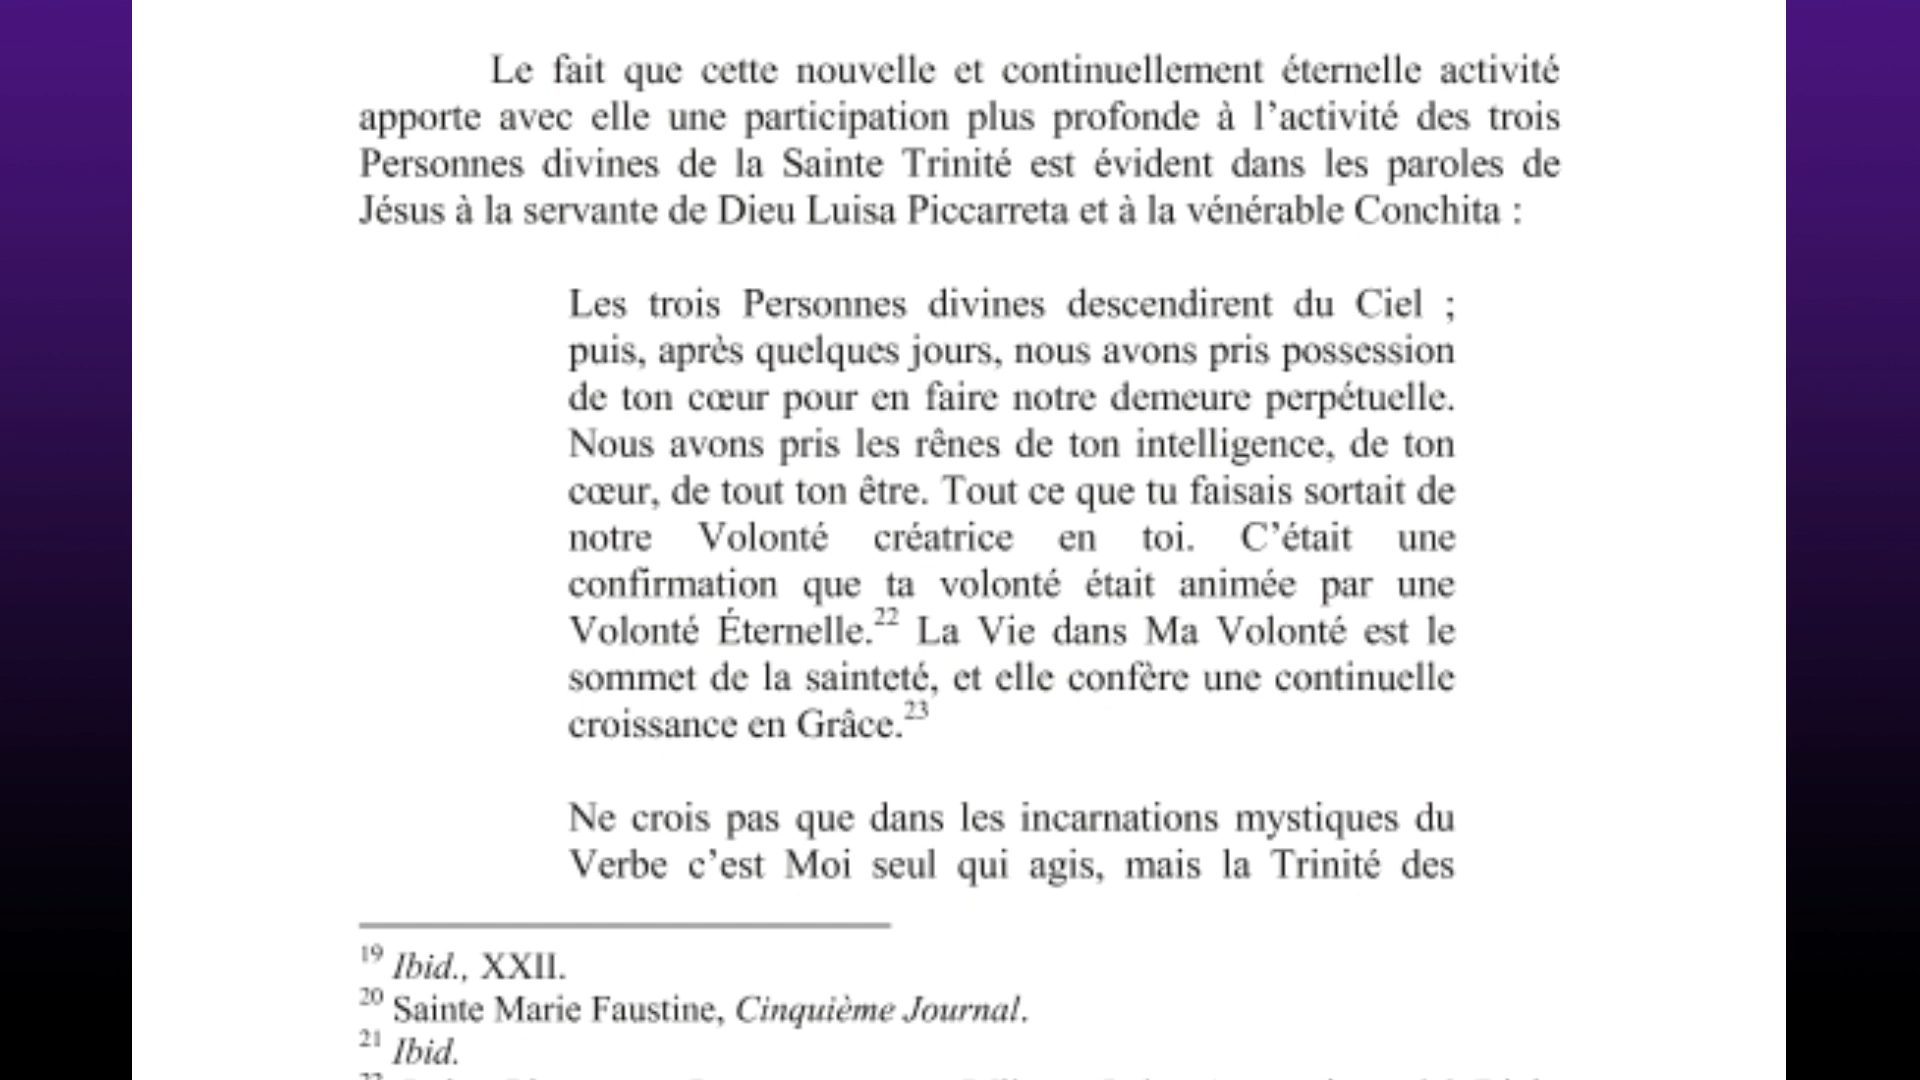 Le fait que cette nouvelle et continuellement éternelle activité
apporte avec elle une participation plus profonde à l’activité des trois
Personnes divines de la Sainte Trinité est évident dans les paroles de
Jésus à la servante de Dieu Luisa Piccarreta et à la vénérable Conchita :
Les trois Personnes divines descendirent du Ciel ;
puis, après quelques jours, nous avons pris possession
de ton cœur pour en faire notre demeure perpétuelle.
Nous avons pris les rênes de ton intelligence, de ton
cœur, de tout ton être. Tout ce que tu faisais sortait de
notre Volonté créatrice en toi. C’était une
confirmation que ta volonté était animée par une
Volonté Éternelle.22 La Vie dans Ma Volonté est le
sommet de la sainteté, et elle confère une continuelle
croissance en Grâce.23
Ne crois pas que dans les incarnations mystiques du
Verbe c’est Moi seul qui agis, mais la Trinité des
19 Ibid., XXII.
20 Sainte Marie Faustine, Cinquième Journal.
21 Ibid.